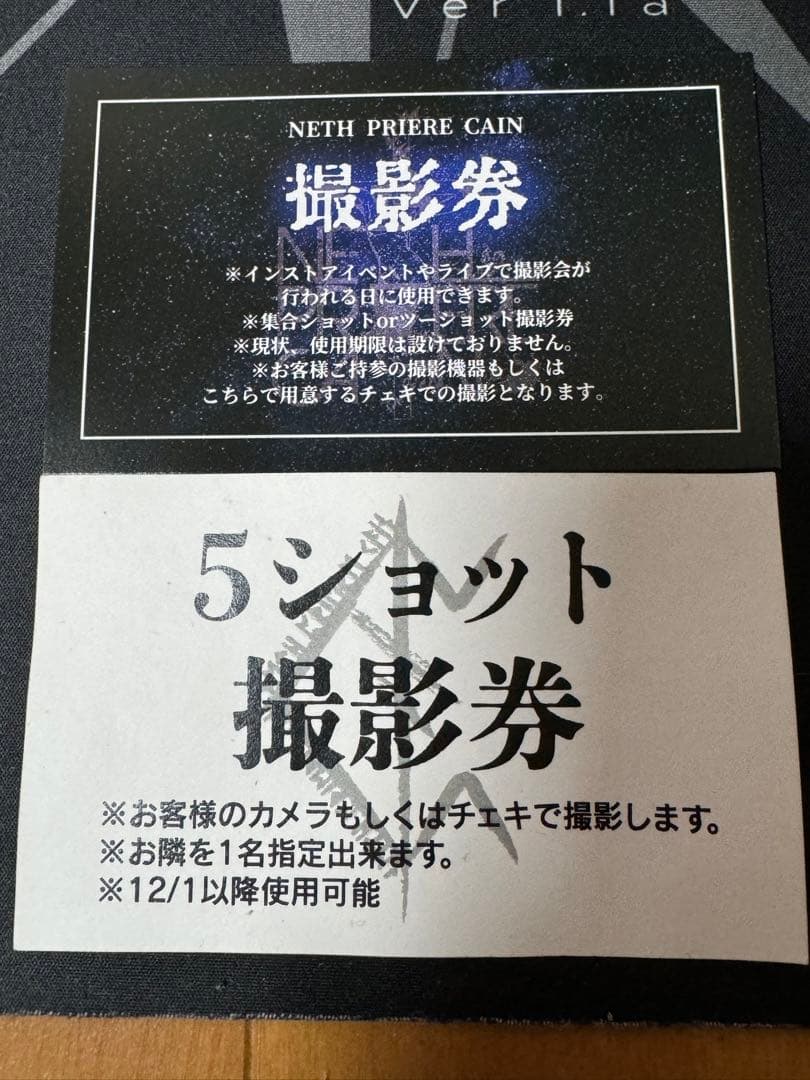 ver1.1a
NETH PRIERE CAIN
撮影券
※インストアイベントやライブで撮影会が
行われる日に使用できます。
※集合ショットorツーショット撮影券
※現状、使用期限は設けておりません。
※お客様ご持参の撮影機器もしくは
こちらで用意するチェキでの撮影となります。
5ショット
撮影券
※お客様のカメラもしくはチェキで撮影します。
※お隣を1名指定出来ます。
※12/1以降使用可能